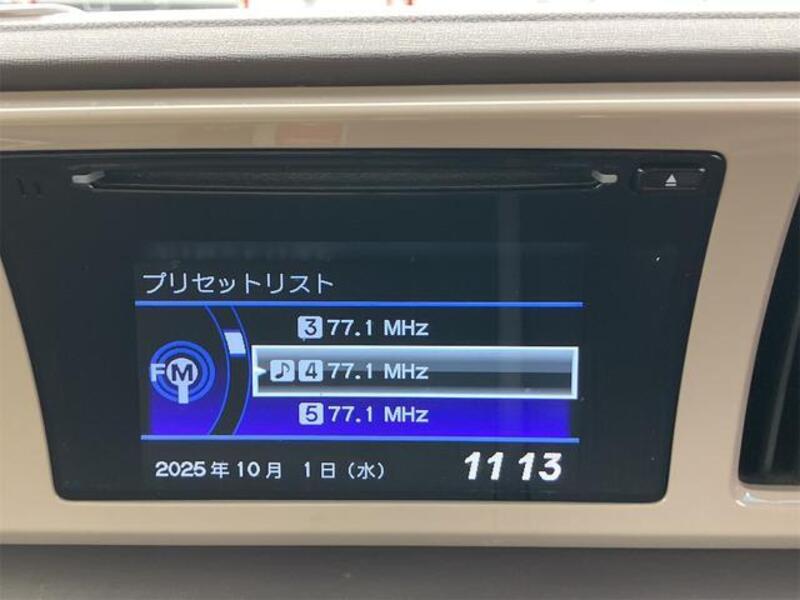 プリセットリスト
3 77.1 MHz
FM
♪ 4 77.1 MHz
5 77.1 MHz
2025年10月 1日(水) 11 13